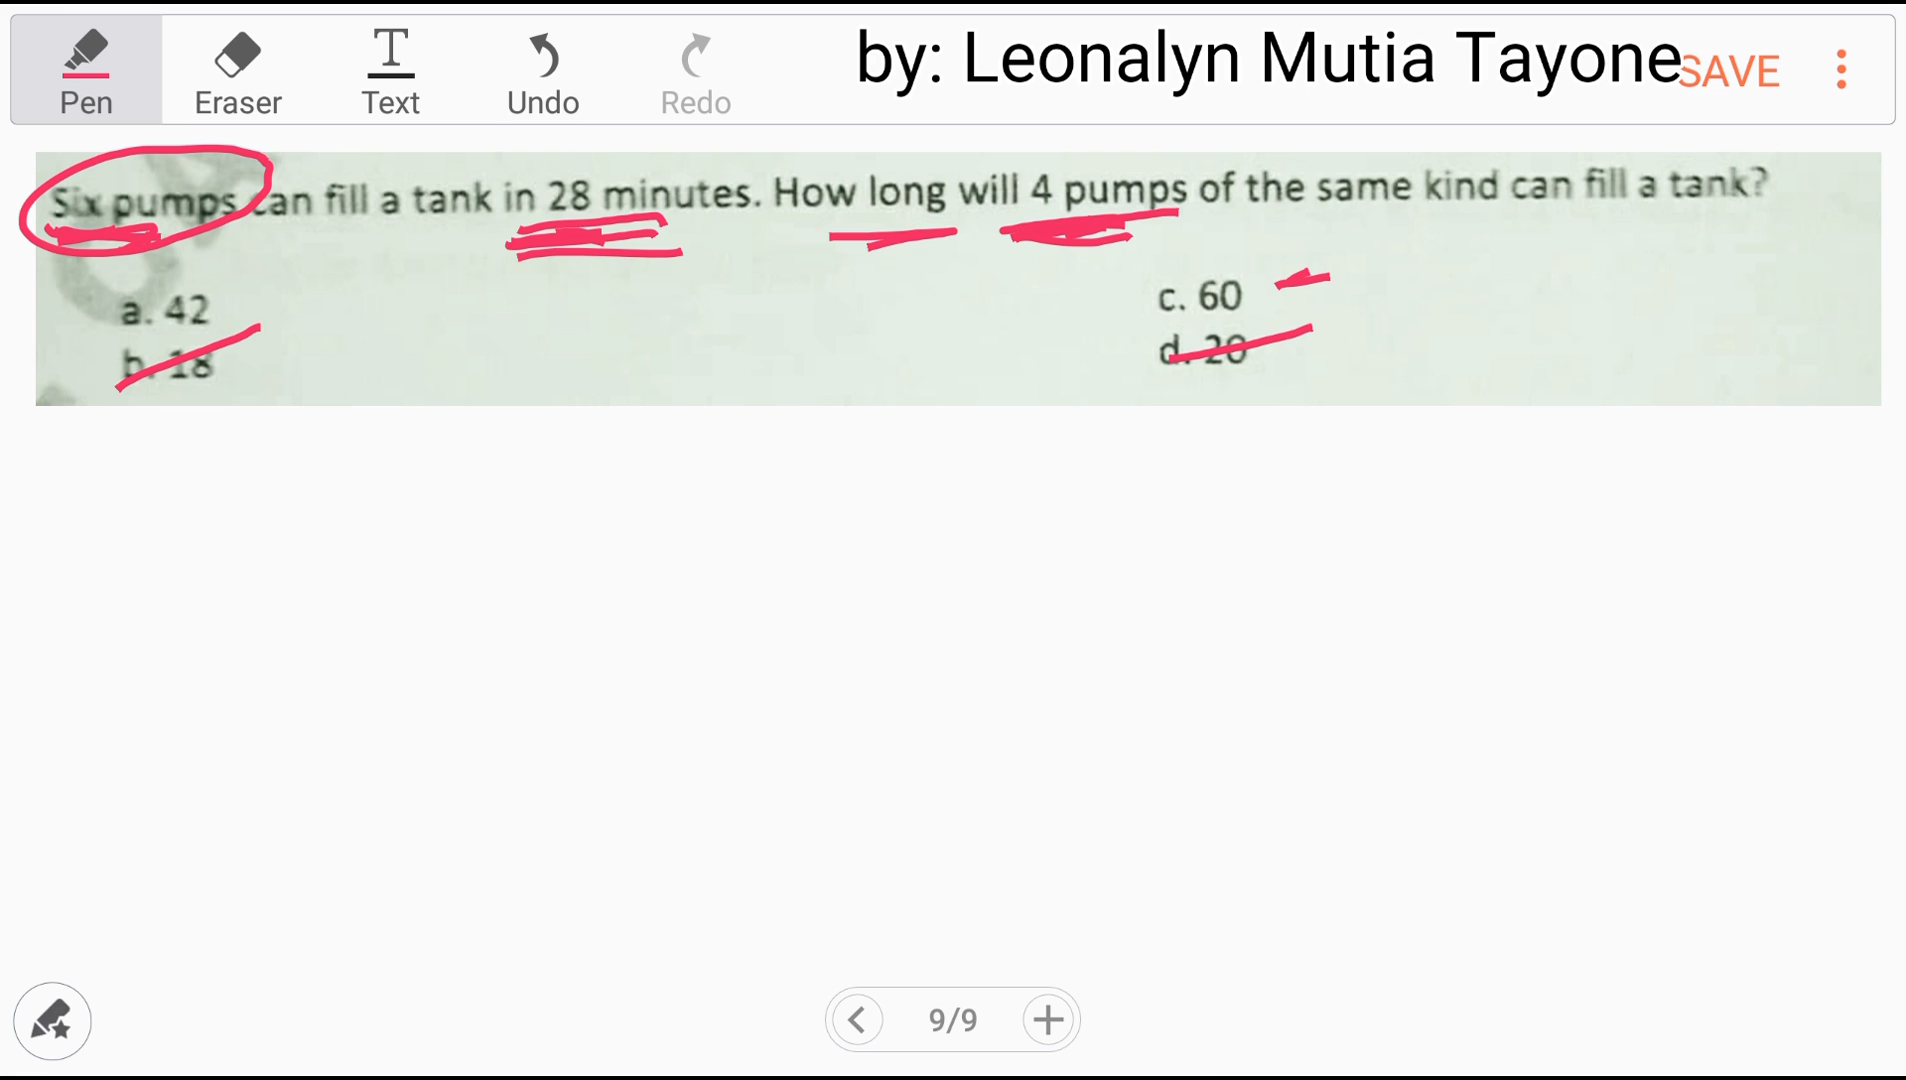 by: Leonalyn Mutia Tayone
SAVE
Pen
Eraser
Text
Undo
Redo
Six pumps can fill a tank in 28 minutes. How long will 4 pumps of the same kind can fill a tank?
a. 42
c. 60
b. 18
d. 20
9/9